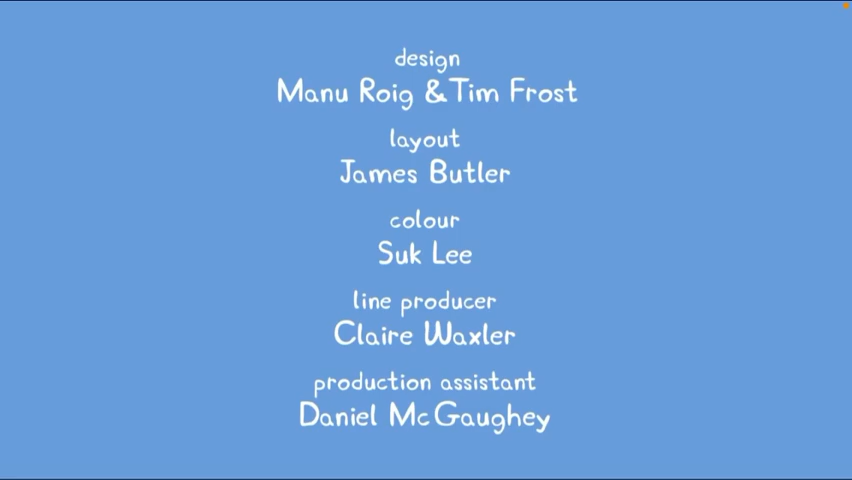 design
Manu Roig & Tim Frost
layout
James Butler
colour
Suk Lee
line producer
Claire Waxler
production assistant
Daniel McGaughey